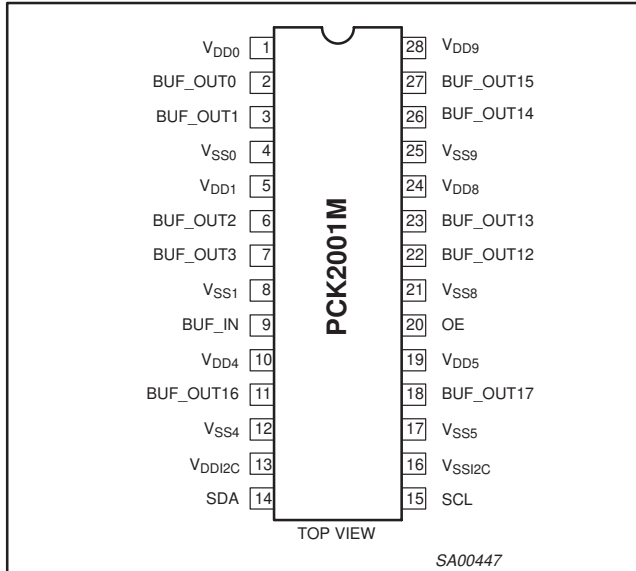 VDD0 1 28 VDD9
BUF_OUT0 2 27 BUF_OUT15
BUF_OUT1 3 26 BUF_OUT14
VSS0 4 25 VSS9
VDD1 5 24 VDD8
BUF_OUT2 6 23 BUF_OUT13
BUF_OUT3 7 22 BUF_OUT12
VSS1 8 21 VSS8
BUF_IN 9 20 OE
VDD4 10 19 VDD5
BUF_OUT16 11 18 BUF_OUT17
VSS4 12 17 VSS5
VDDI2C 13 16 VSSI2C
SDA 14 15 SCL
PCK2001M
TOP VIEW
SA00447